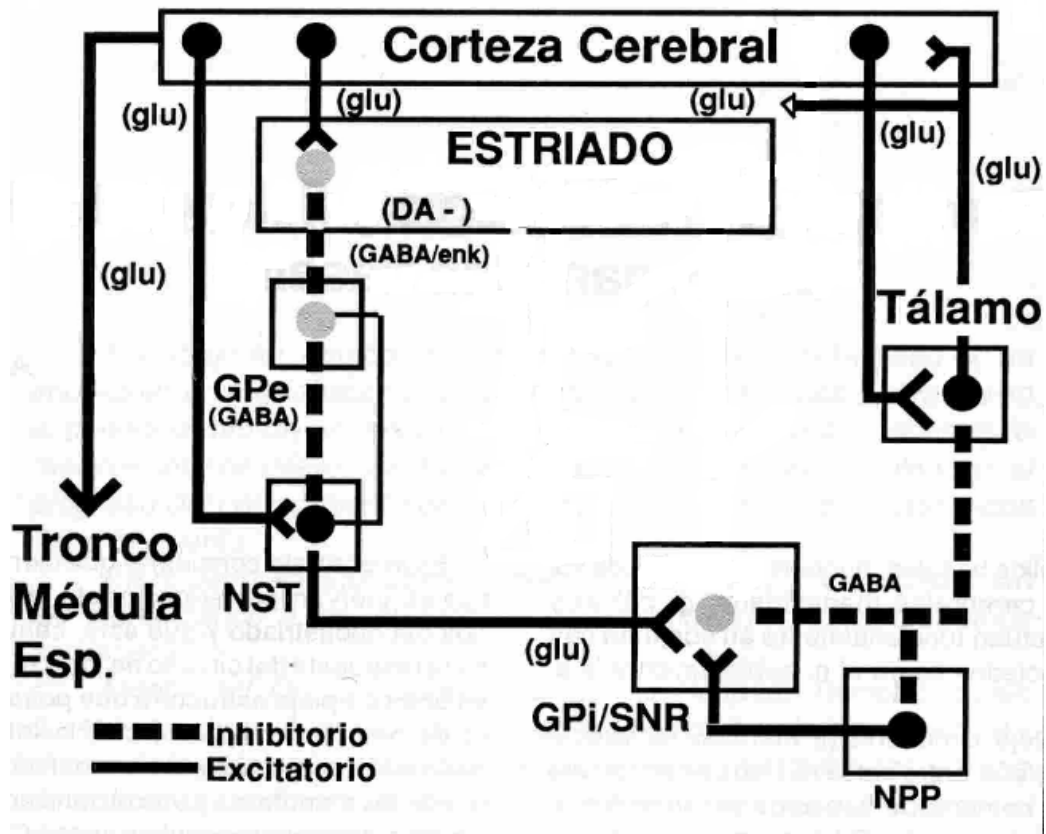 Corteza Cerebral
(glu)
(glu)
(glu)
(glu)
(glu)
ESTRIADO
(DA - )
(GABA/enk)
(glu)
Tálamo
GPe
(GABA)
Tronco
Médula
Esp.
NST
GABA
(glu)
GPi/SNR
NPP
Inhibitorio
Excitatorio